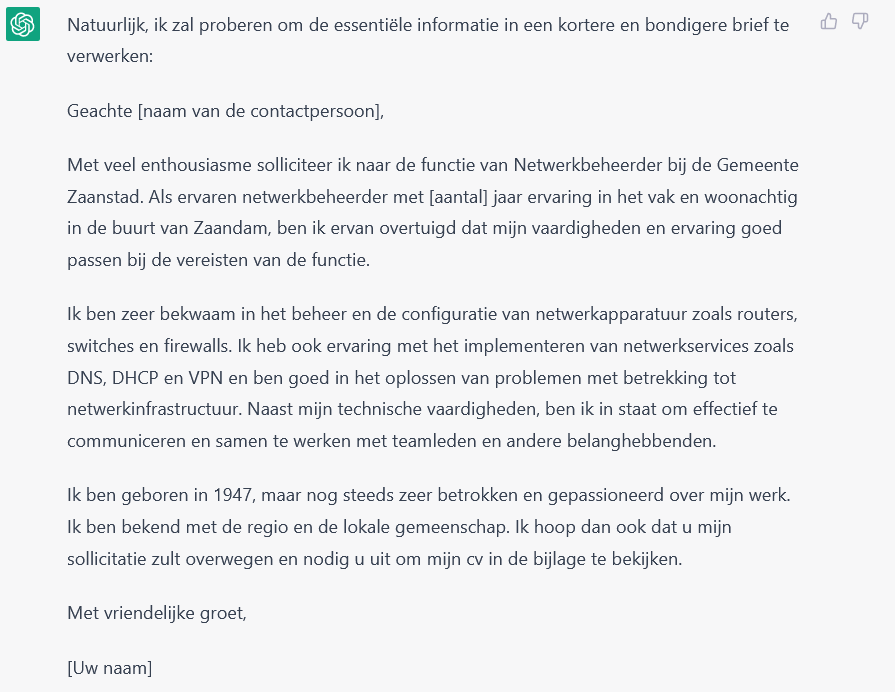 Natuurlijk, ik zal proberen om de essentiële informatie in een kortere en bondigere brief te
verwerken:
Geachte [naam van de contactpersoon],
Met veel enthousiasme solliciteer ik naar de functie van Netwerkbeheerder bij de Gemeente
Zaanstad. Als ervaren netwerkbeheerder met [aantal] jaar ervaring in het vak en woonachtig
in de buurt van Zaandam, ben ik ervan overtuigd dat mijn vaardigheden en ervaring goed
passen bij de vereisten van de functie.
Ik ben zeer bekwaam in het beheer en de configuratie van netwerkapparatuur zoals routers,
switches en firewalls. Ik heb ook ervaring met het implementeren van netwerkservices zoals
DNS, DHCP en VPN en ben goed in het oplossen van problemen met betrekking tot
netwerkinfrastructuur. Naast mijn technische vaardigheden, ben ik in staat om effectief te
communiceren en samen te werken met teamleden en andere belanghebbenden.
Ik ben geboren in 1947, maar nog steeds zeer betrokken en gepassioneerd over mijn werk.
Ik ben bekend met de regio en de lokale gemeenschap. Ik hoop dan ook dat u mijn
sollicitatie zult overwegen en nodig u uit om mijn cv in de bijlage te bekijken.
Met vriendelijke groet,
[Uw naam]